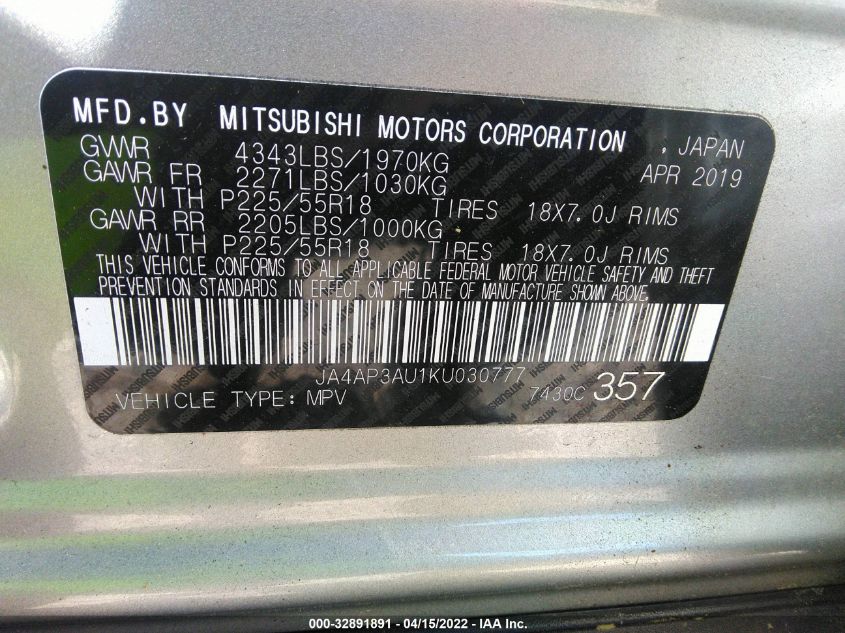 MFD.BY MITSUBISHI MOTORS CORPORATION , JAPAN
GVWR 4343LBS/1970KG APR 2019
GAWR FR 2271LBS/1030KG
WITH P225/55R18 TIRES 18X7.0J RIMS
GAWR RR 2205LBS/1000KG
WITH P225/55R18 TIRES 18X7.0J RIMS
THIS VEHICLE CONFORMS TO ALL APPLICABLE FEDERAL MOTOR VEHICLE SAFETY AND THEFT
PREVENTION STANDARDS IN EFFECT ON THE DATE OF MANUFACTURE SHOWN ABOVE.
JA4AP3AU1KU030777
VEHICLE TYPE: MPV 7430C 357
000-32891891 - 04/15/2022 - IAA Inc.